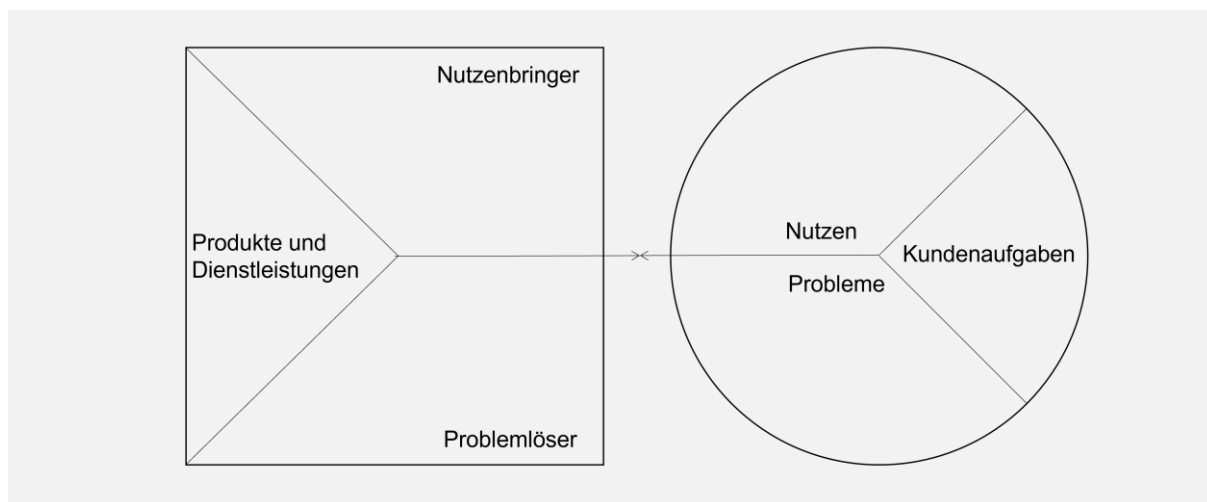 Nutzenbringer
Produkte und
Dienstleistungen
Problemlöser
Nutzen
Probleme
Kundenaufgaben